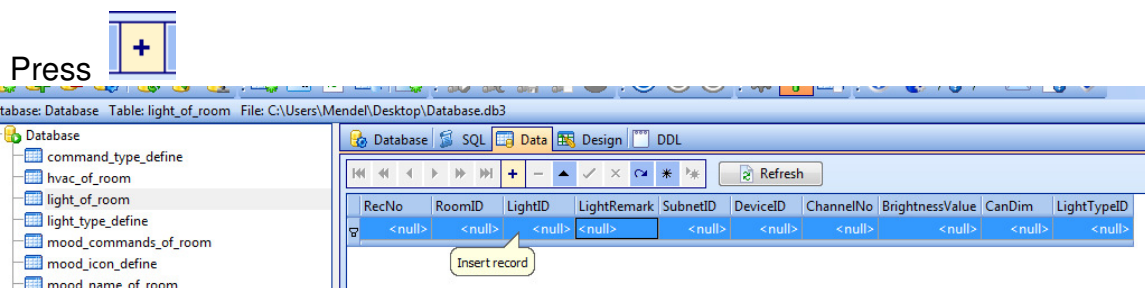 Press +
tabase: Database Table: light_of_room File: C:\Users\Mendel\Desktop\Database.db3
Database
command_type_define
hvac_of_room
light_of_room
light_type_define
mood_commands_of_room
mood_icon_define
mood_name_of_room
Database SQL Data Design DDL
+ − Refresh
RecNo RoomID LightID LightRemark SubnetID DeviceID ChannelNo BrightnessValue CanDim LightTypeID
<null> <null> <null> <null> <null> <null> <null> <null> <null> <null>
Insert record